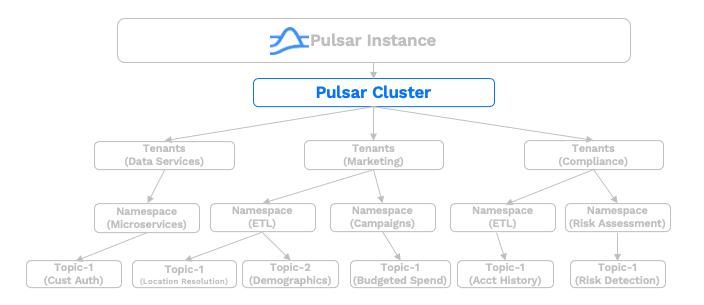 Pulsar Instance
Pulsar Cluster
Tenants
(Data Services)
Tenants
(Marketing)
Tenants
(Compliance)
Namespace
(Microservices)
Namespace
(ETL)
Namespace
(Campaigns)
Namespace
(ETL)
Namespace
(Risk Assessment)
Topic-1
(Cust Auth)
Topic-1
(Location Resolution)
Topic-2
(Demographics)
Topic-1
(Budgeted Spend)
Topic-1
(Acct History)
Topic-1
(Risk Detection)